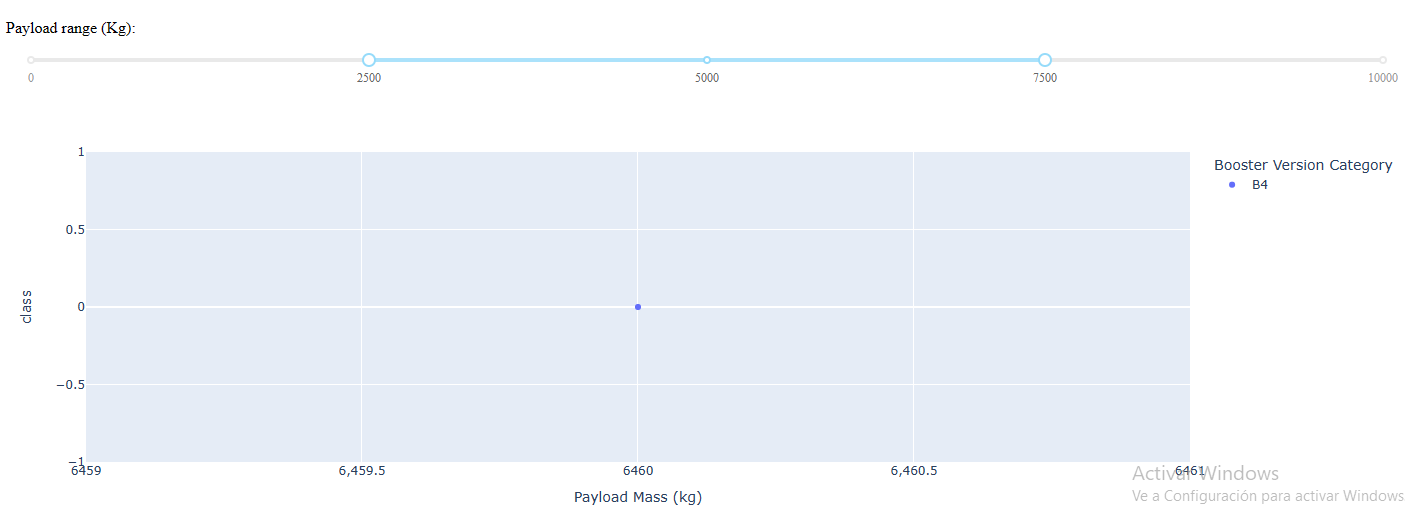 Payload range (Kg):
0 2500 5000 7500 10000
Booster Version Category
B4
1
0.5
0
−0.5
−1
class
6459 6,459.5 6460 6,460.5 6461
Payload Mass (kg)
Activar Windows
Ve a Configuración para activar Windows